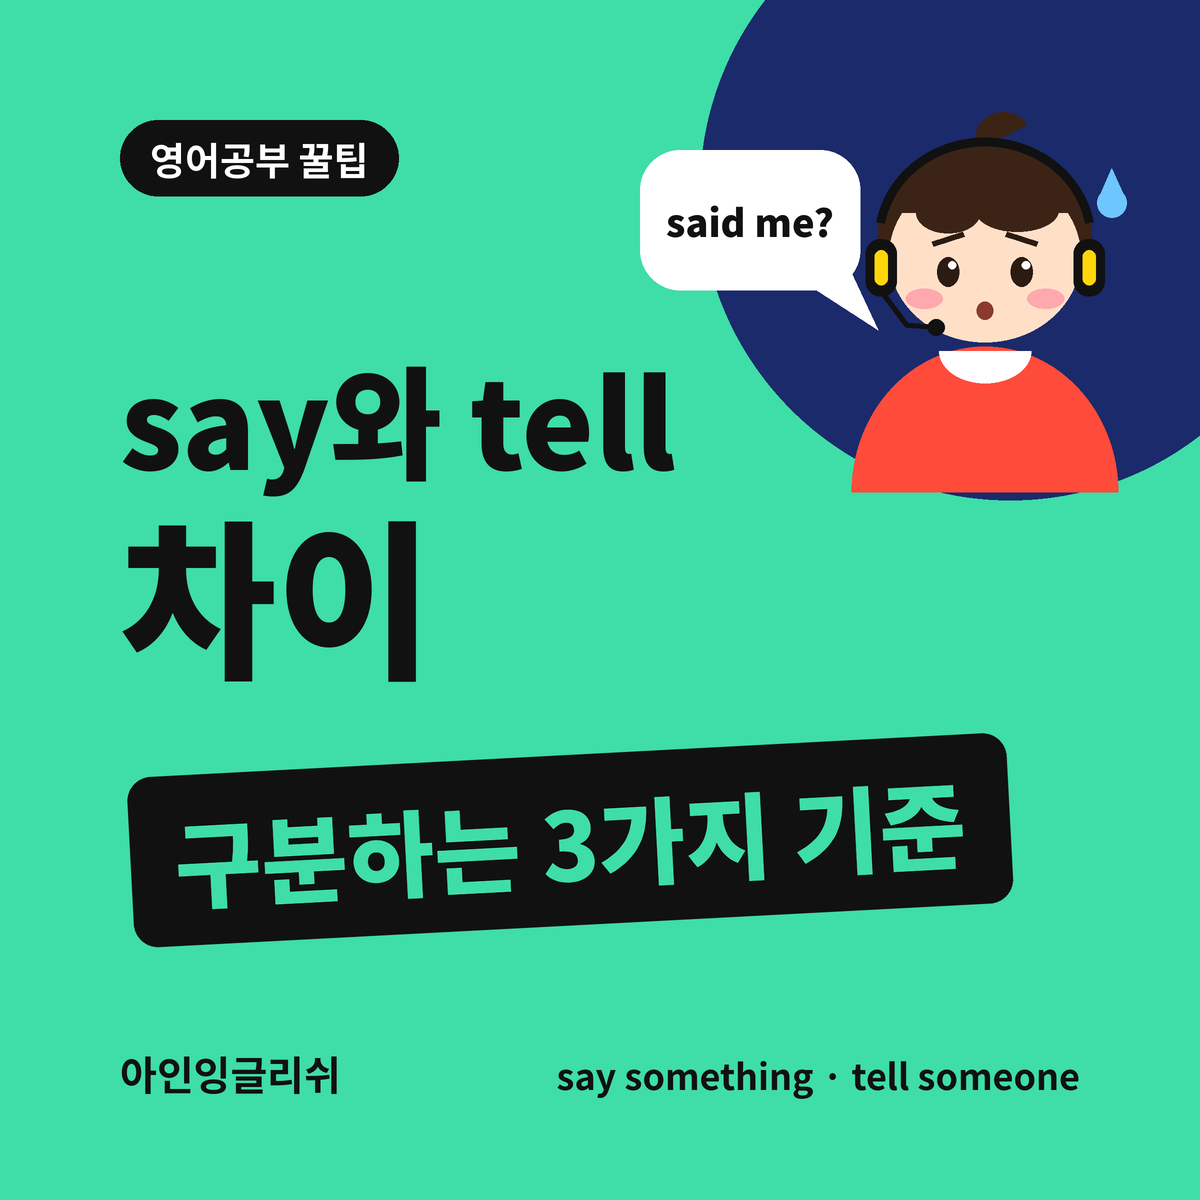 영어공부 꿀팁
said me?
say와 tell
차이
구분하는 3가지 기준
아인잉글리쉬
say something · tell someone